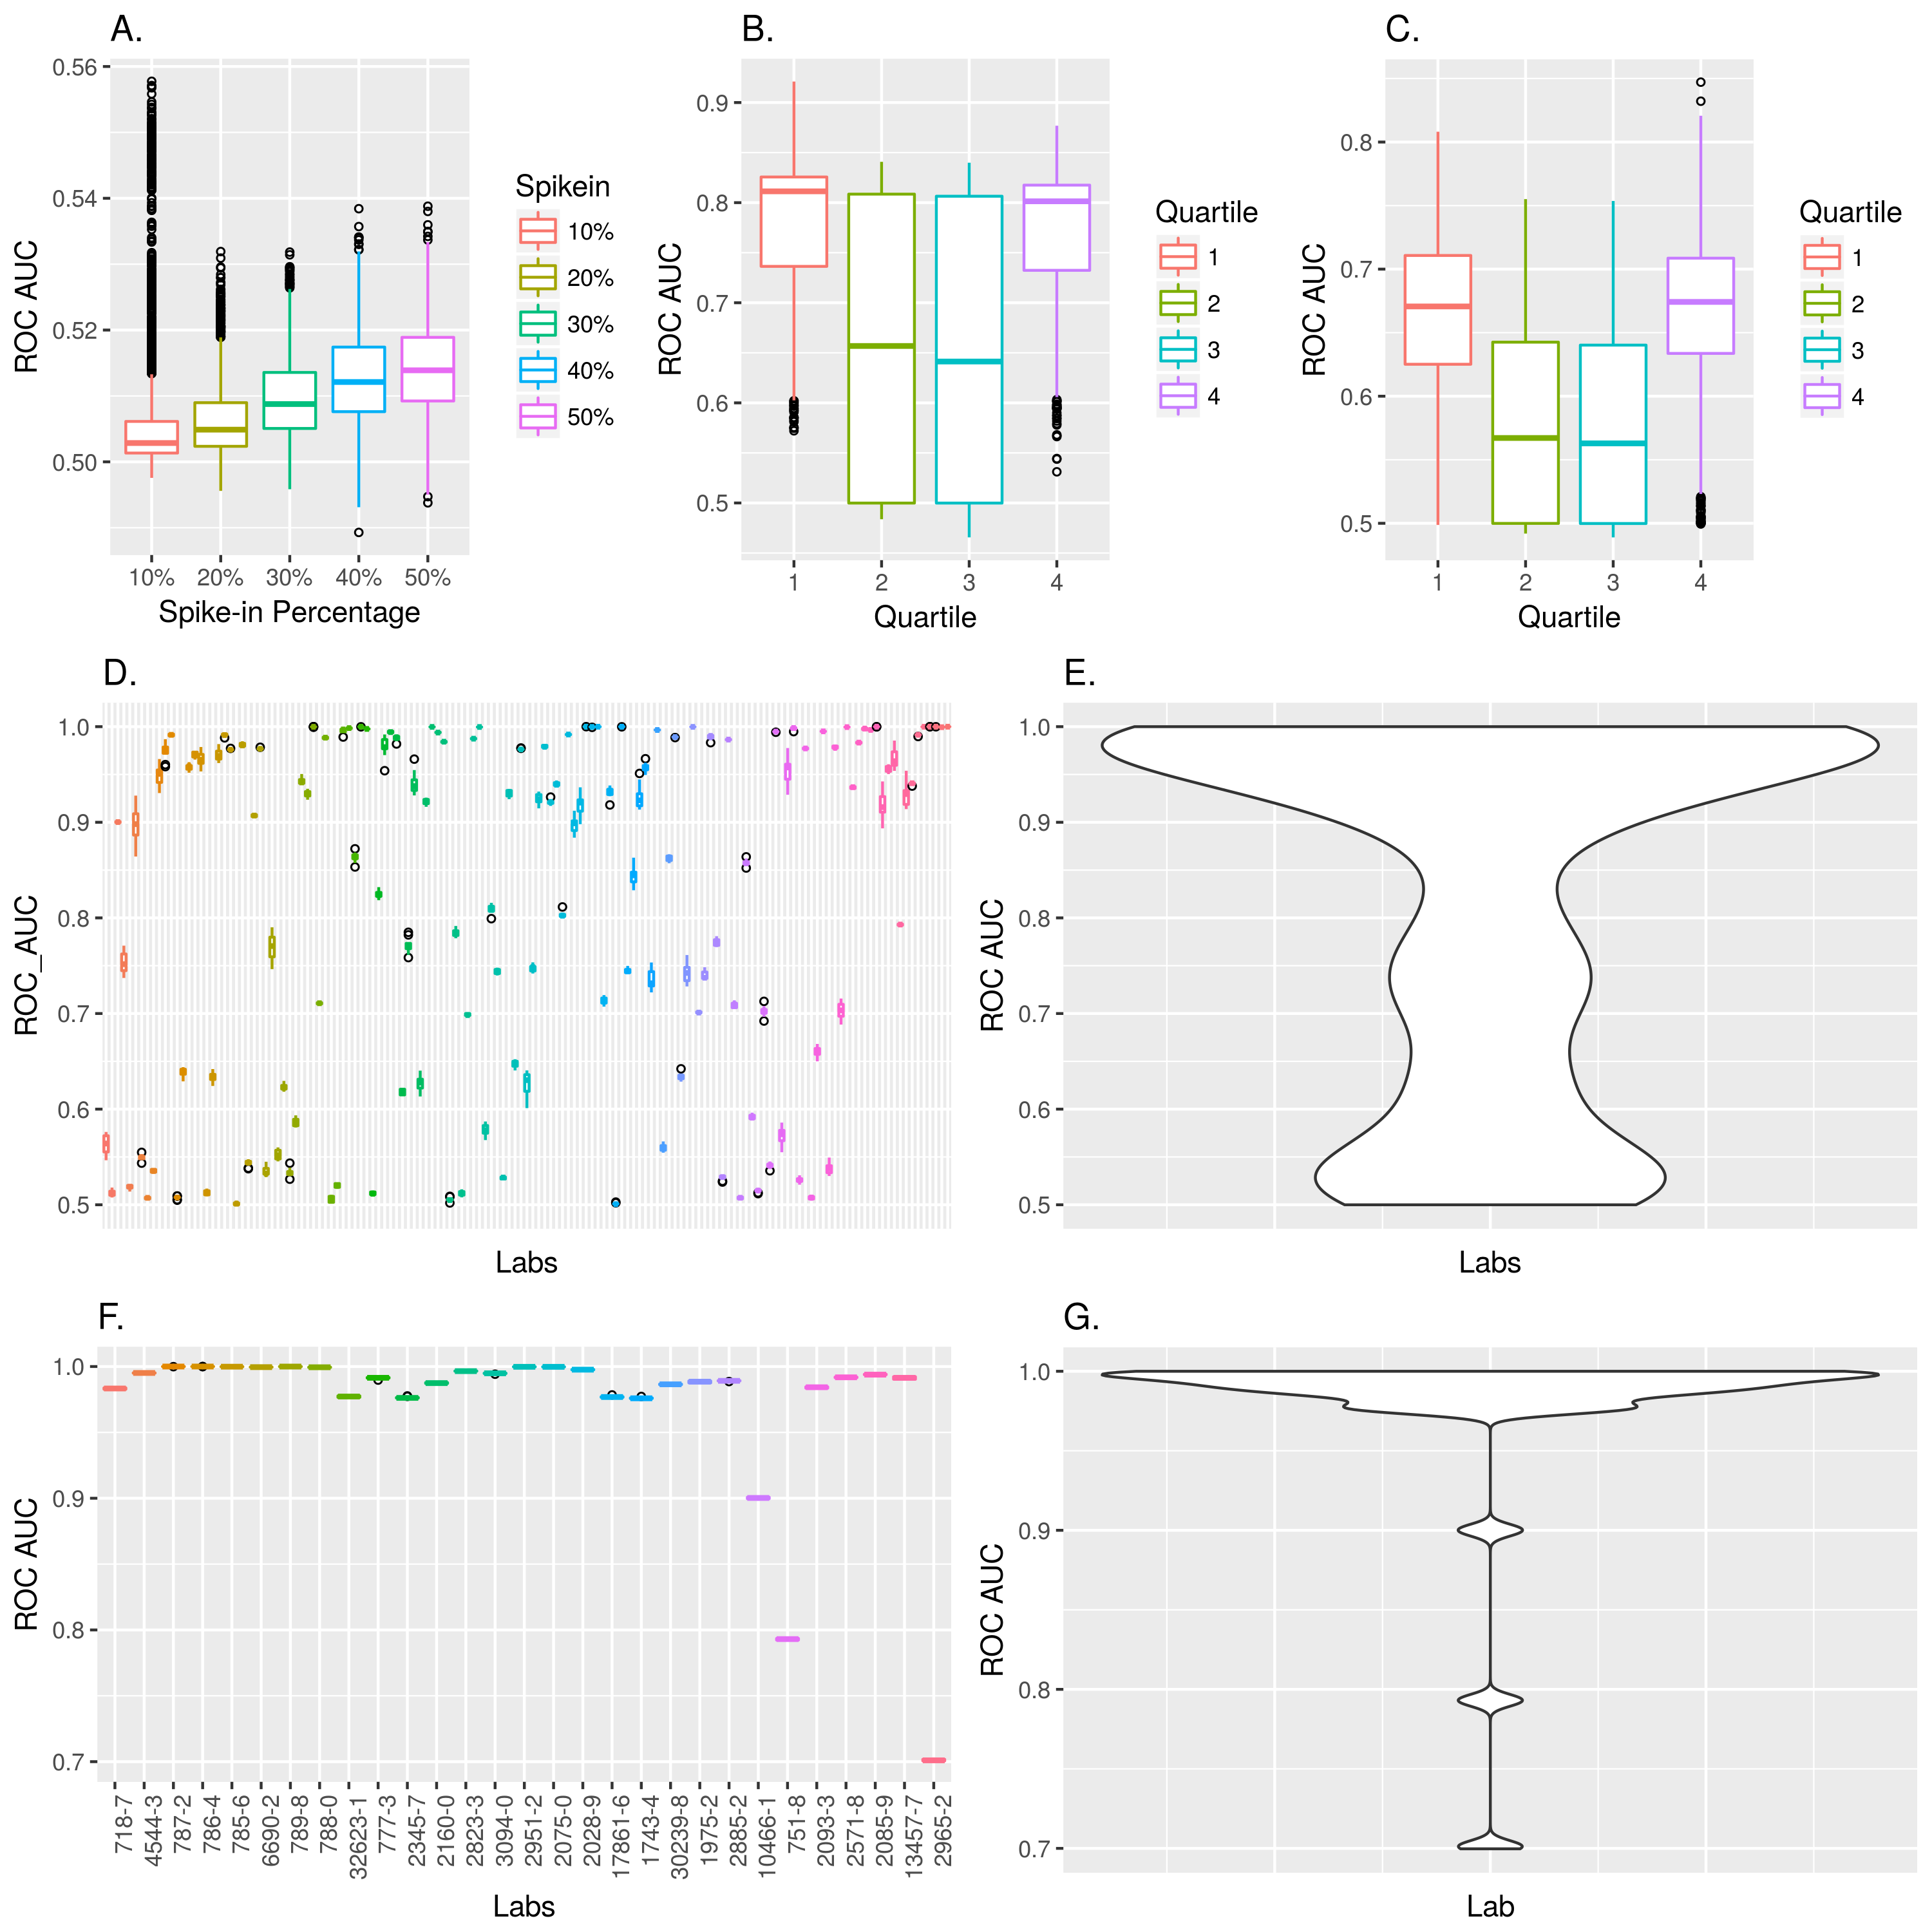 A.
ROC AUC
0.56
0.54
0.52
0.50
10% 20% 30% 40% 50%
Spike-in Percentage
Spikein
10%
20%
30%
40%
50%
B.
ROC AUC
0.9
0.8
0.7
0.6
0.5
1 2 3 4
Quartile
Quartile
1
2
3
4
C.
ROC AUC
0.8
0.7
0.6
0.5
1 2 3 4
Quartile
Quartile
1
2
3
4
D.
ROC_AUC
1.0
0.9
0.8
0.7
0.6
0.5
Labs
E.
ROC AUC
1.0
0.9
0.8
0.7
0.6
0.5
Labs
F.
ROC AUC
1.0
0.9
0.8
0.7
718-7
4544-3
787-2
786-4
785-6
6690-2
789-8
788-0
32623-1
777-3
2345-7
2160-0
2823-3
3094-0
2951-2
2075-0
2028-9
17861-6
1743-4
30239-8
1975-2
2885-2
10466-1
751-8
2093-3
2571-8
2085-9
13457-7
2965-2
Labs
G.
ROC AUC
1.0
0.9
0.8
0.7
Lab